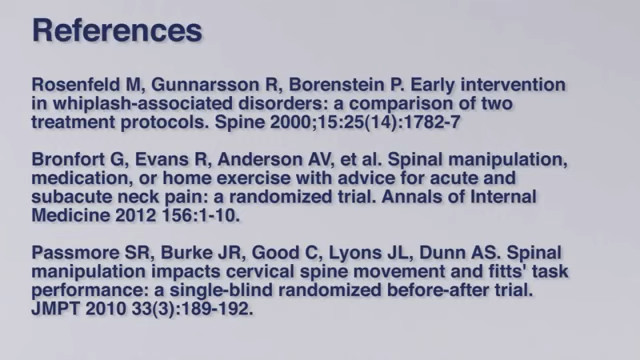 References
Rosenfeld M, Gunnarsson R, Borenstein P. Early intervention
in whiplash-associated disorders: a comparison of two
treatment protocols. Spine 2000;15:25(14):1782-7
Bronfort G, Evans R, Anderson AV, et al. Spinal manipulation,
medication, or home exercise with advice for acute and
subacute neck pain: a randomized trial. Annals of Internal
Medicine 2012 156:1-10.
Passmore SR, Burke JR, Good C, Lyons JL, Dunn AS. Spinal
manipulation impacts cervical spine movement and fitts' task
performance: a single-blind randomized before-after trial.
JMPT 2010 33(3):189-192.